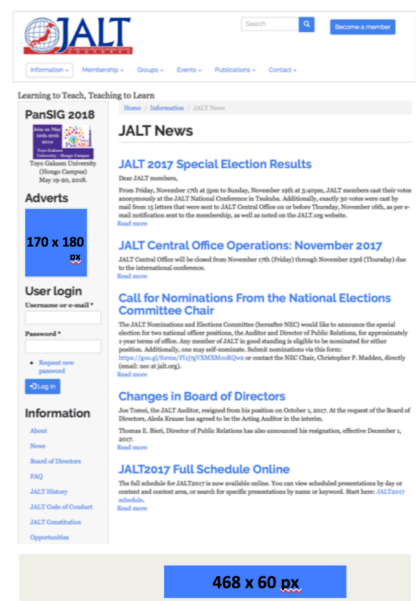 JALT
Search
Become a member
Information
Membership
Groups
Events
Publications
Contact
Learning to Teach, Teaching to Learn
PanSIG 2018
Join us May
19th-20th
2018
Toyo Gakuen
University - Hongo Campus
Toyo Gakuen University
(Hongo Campus)
May 19-20, 2018.
Adverts
170 x 180
px
User login
Username or e-mail *
Password *
Request new
password
Log in
Information
About
News
Board of Directors
FAQ
JALT History
JALT Code of Conduct
JALT Constitution
Opportunities
Home / Information / JALT News
JALT News
JALT 2017 Special Election Results
Dear JALT members,
From Friday, November 17th at 5pm to Sunday, November 19th at 3:40pm, JALT members cast their votes
anonymously at the JALT National Conference in Tsukuba. Additionally, exactly 30 votes were cast by
mail from 15 letters that were sent to JALT Central Office on or before Thursday, November 16th, as per e-
mail notification sent to the membership, as well as noted on the JALT.org website.
Read more
JALT Central Office Operations: November 2017
JALT Central Office will be closed from November 17th (Friday) through November 23rd (Thursday) due
to the international conference.
Read more
Call for Nominations From the National Elections
Committee Chair
The JALT Nominations and Elections Committee (hereafter NEC) would like to announce the special
election for two national officer positions, the Auditor and Director of Public Relations, for approximately
1-year terms of office. Any member of JALT in good standing is eligible to be nominated for either
position. Additionally, one may self-nominate. Submit nominations via this form:
or contact the NEC Chair, Christopher P. Madden, directly
(email: nec at jalt.org).
Read more
Changes in Board of Directors
Joe Tomei, the JALT Auditor, resigned from his position on October 1, 2017. At the request of the Board of
Directors, Aleda Krause has agreed to be the Acting Auditor in the interim.
Thomas E. Bieri, Director of Public Relations has also announced his resignation, effective December 1,
2017.
Read more
JALT2017 Full Schedule Online
The full schedule for JALT2017 is now available online. You can view scheduled presentations by day or
content and content area, or search for specific presentations by name or keyword. Start here: JALT2017
schedule.
Read more
468 x 60 px